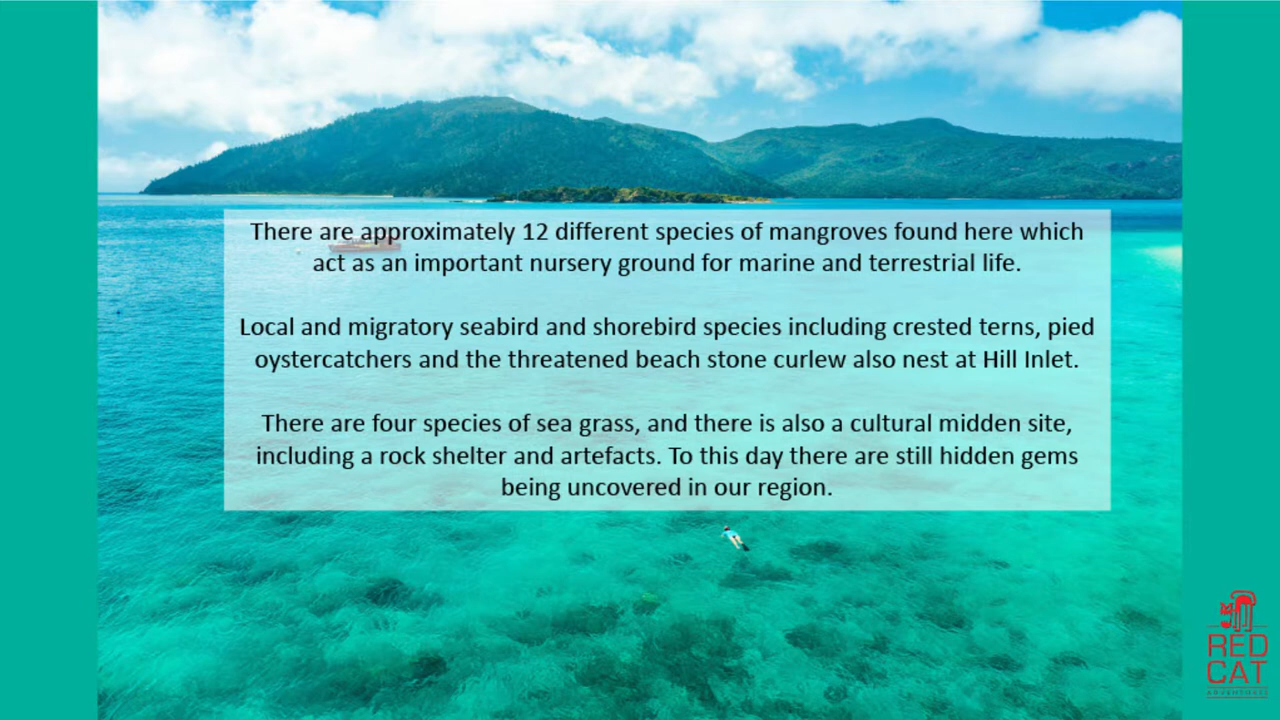 There are approximately 12 different species of mangroves found here which
act as an important nursery ground for marine and terrestrial life.
Local and migratory seabird and shorebird species including crested terns, pied
oystercatchers and the threatened beach stone curlew also nest at Hill Inlet.
There are four species of sea grass, and there is also a cultural midden site,
including a rock shelter and artefacts. To this day there are still hidden gems
being uncovered in our region.
RED
CAT
ADVENTURES